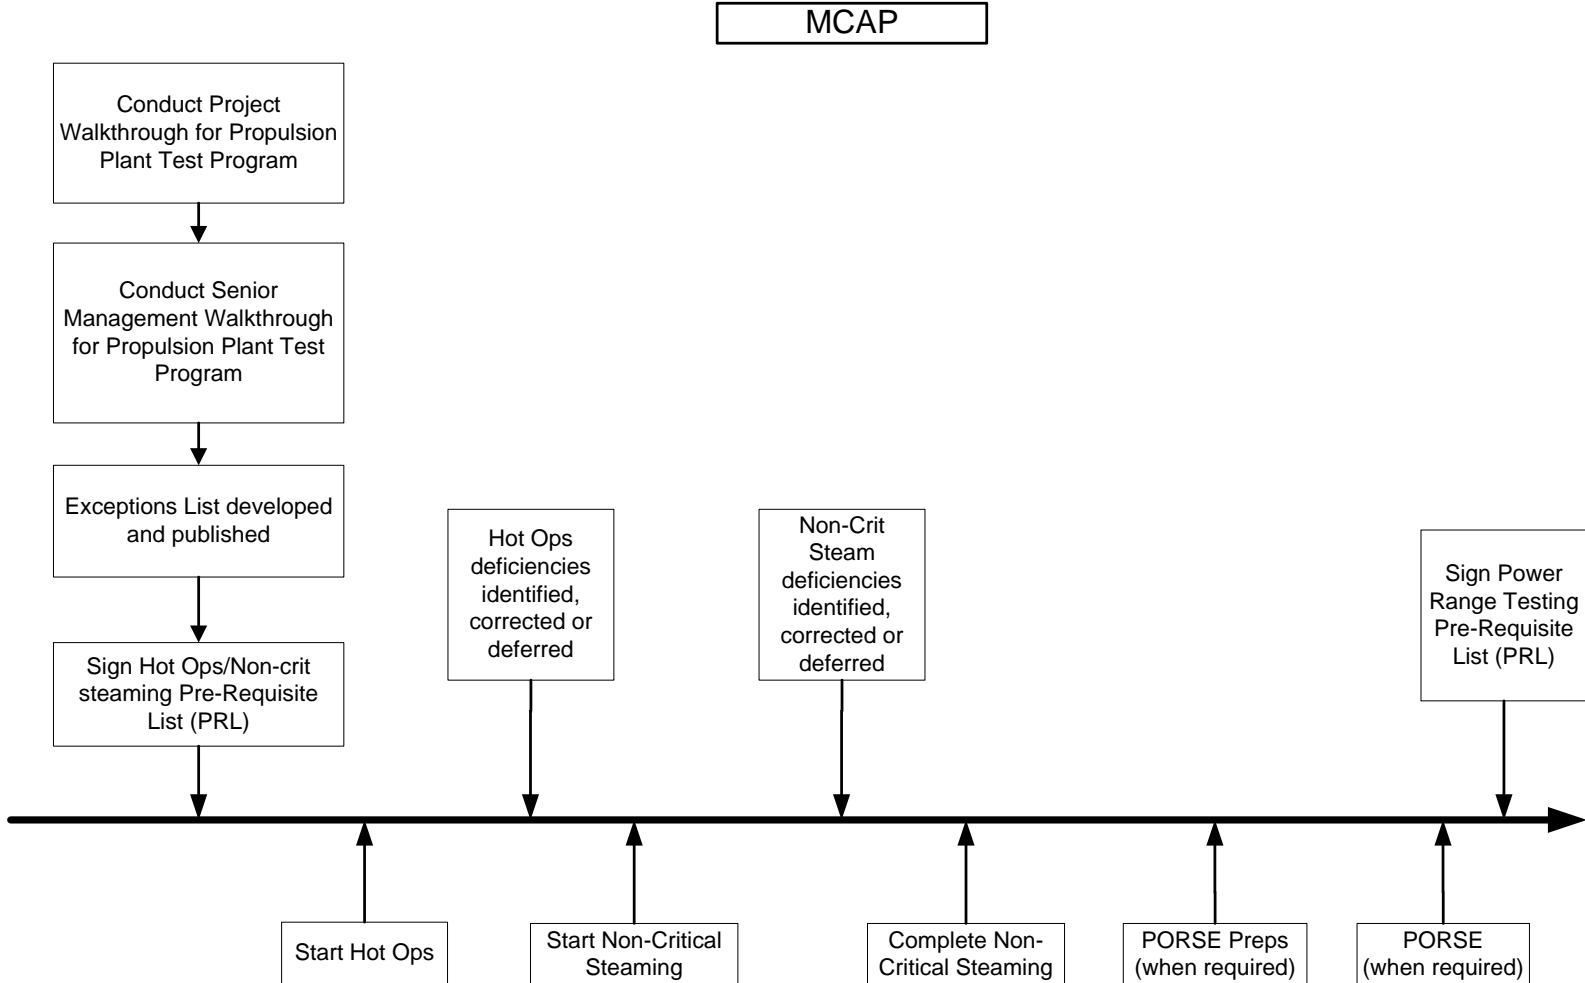 MCAP
Conduct Project
Walkthrough for Propulsion
Plant Test Program
Conduct Senior
Management Walkthrough
for Propulsion Plant Test
Program
Exceptions List developed
and published
Sign Hot Ops/Non-crit
steaming Pre-Requisite
List (PRL)
Hot Ops
deficiencies
identified,
corrected or
deferred
Non-Crit
Steam
deficiencies
identified,
corrected or
deferred
Sign Power
Range Testing
Pre-Requisite
List (PRL)
Start Hot Ops
Start Non-Critical
Steaming
Complete Non-
Critical Steaming
PORSE Preps
(when required)
PORSE
(when required)